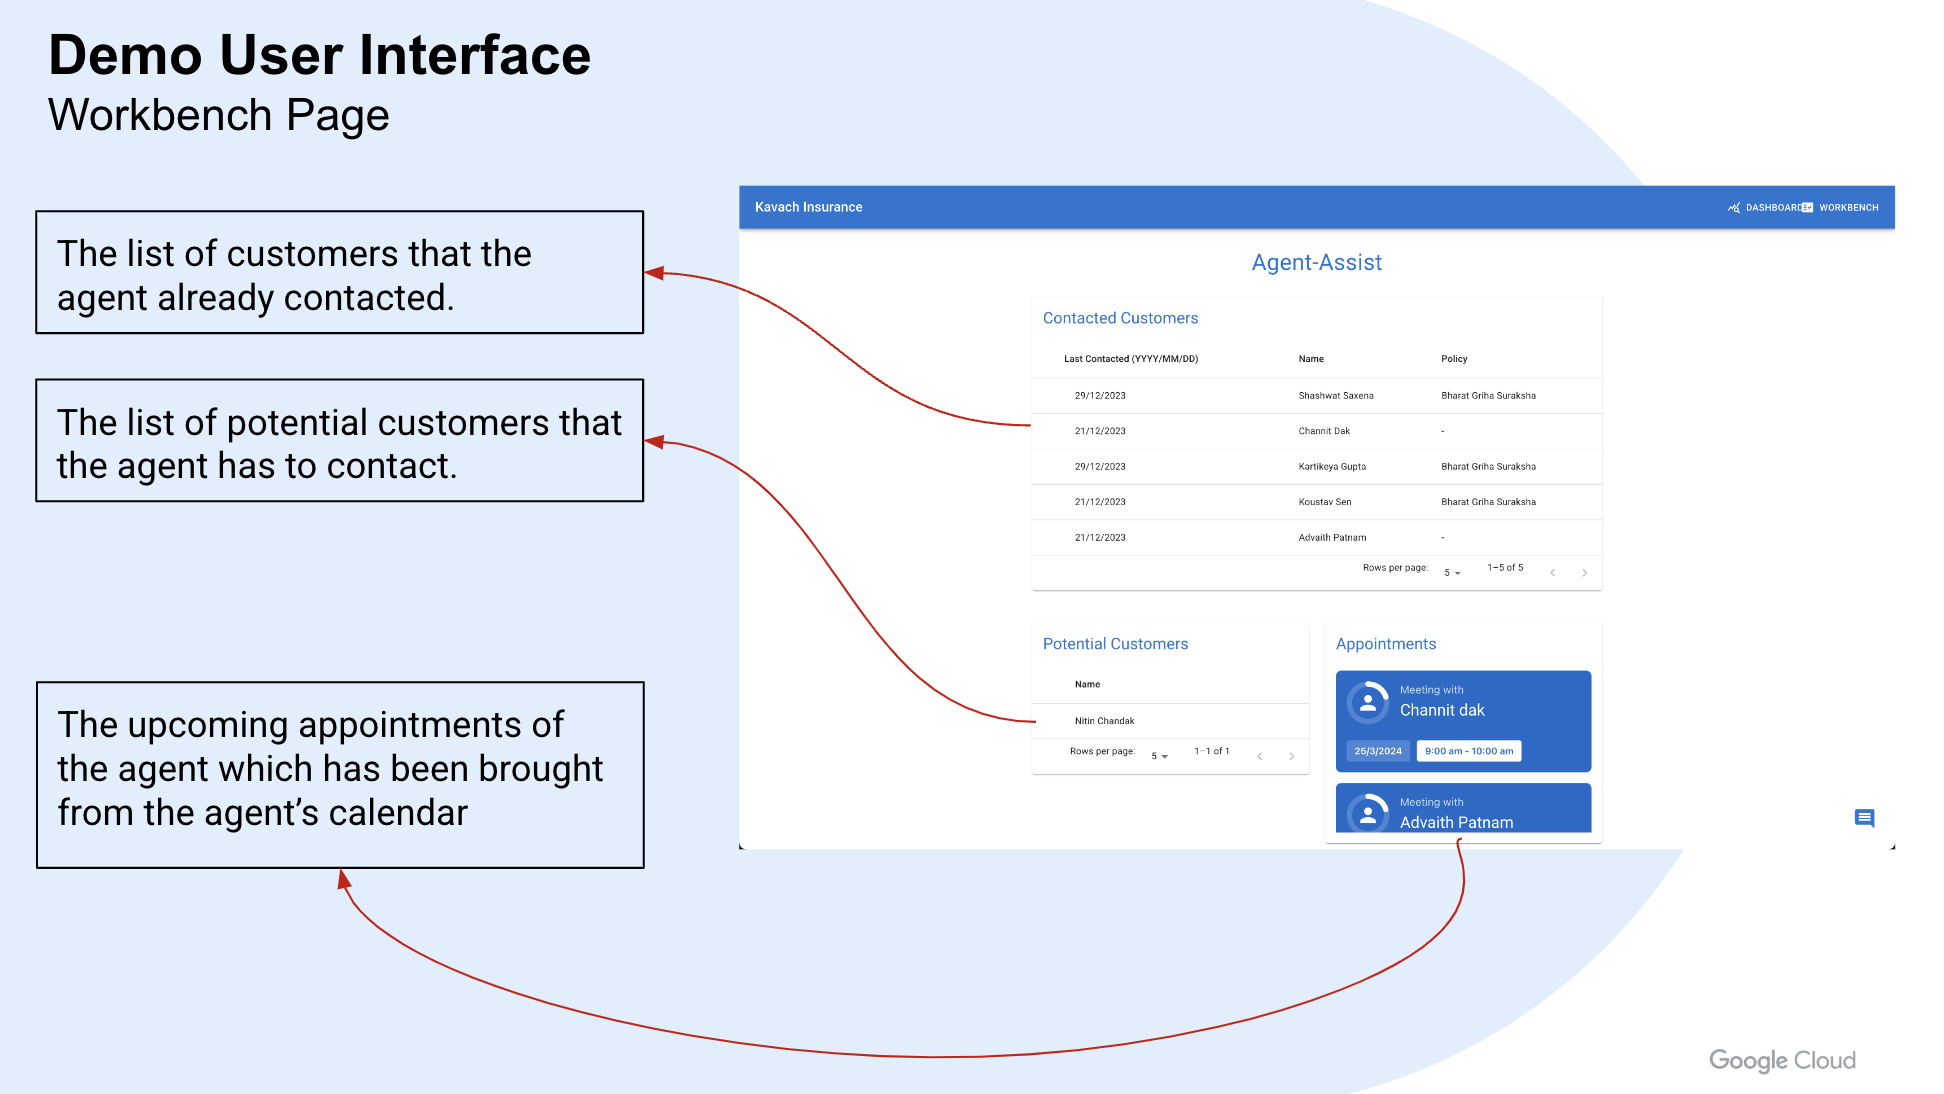 Demo User Interface
Workbench Page
The list of customers that the
agent already contacted.
The list of potential customers that
the agent has to contact.
The upcoming appointments of
the agent which has been brought
from the agent’s calendar
Kavach Insurance
DASHBOARD WORKBENCH
Agent-Assist
Contacted Customers
Last Contacted (YYYY/MM/DD) Name Policy
29/12/2023 Shashwat Saxena Bharat Griha Suraksha
21/12/2023 Channit Dak -
29/12/2023 Kartikeya Gupta Bharat Griha Suraksha
21/12/2023 Koustav Sen Bharat Griha Suraksha
21/12/2023 Advaith Patnam -
Rows per page: 5 1–5 of 5
Potential Customers
Name
Nitin Chandak
Rows per page: 5 1–1 of 1
Appointments
Meeting with
Channit dak
25/3/2024 9:00 am - 10:00 am
Meeting with
Advaith Patnam
Google Cloud